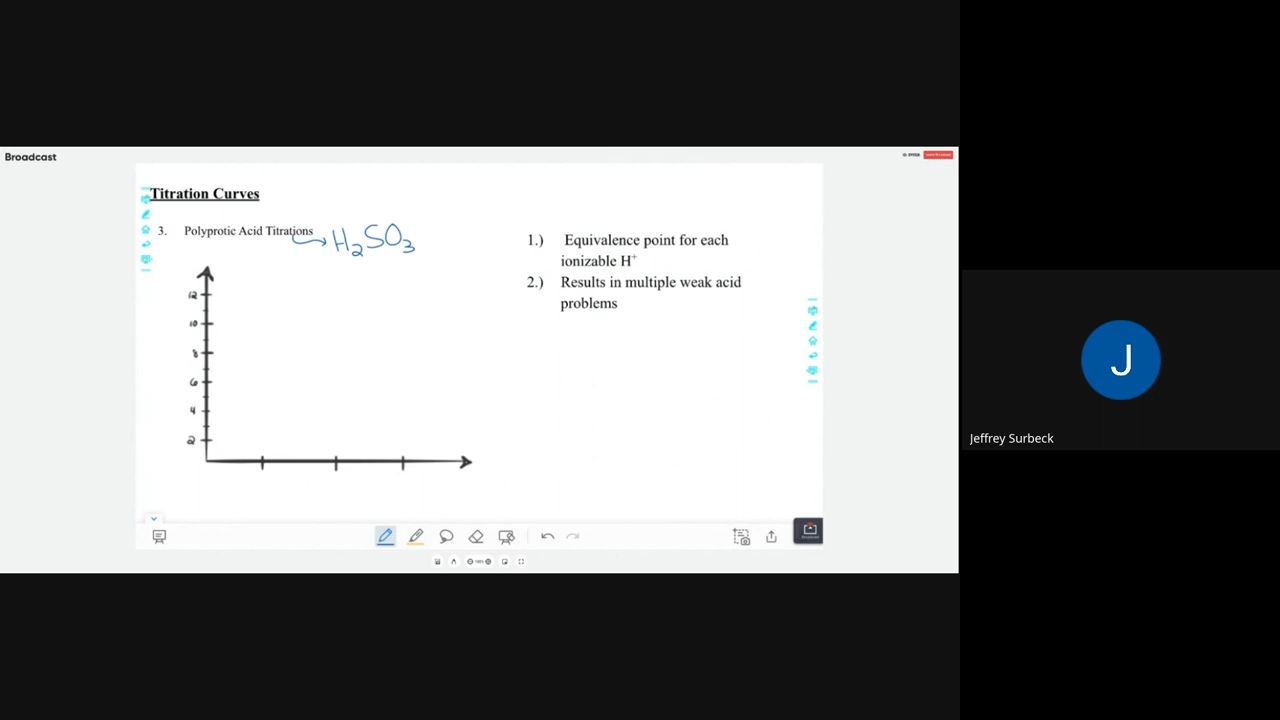 Broadcast
Titration Curves
3. Polyprotic Acid Titrations H₂SO₃
1.) Equivalence point for each
ionizable H⁺
2.) Results in multiple weak acid
problems
12
10
8
6
4
2
J
Jeffrey Surbeck